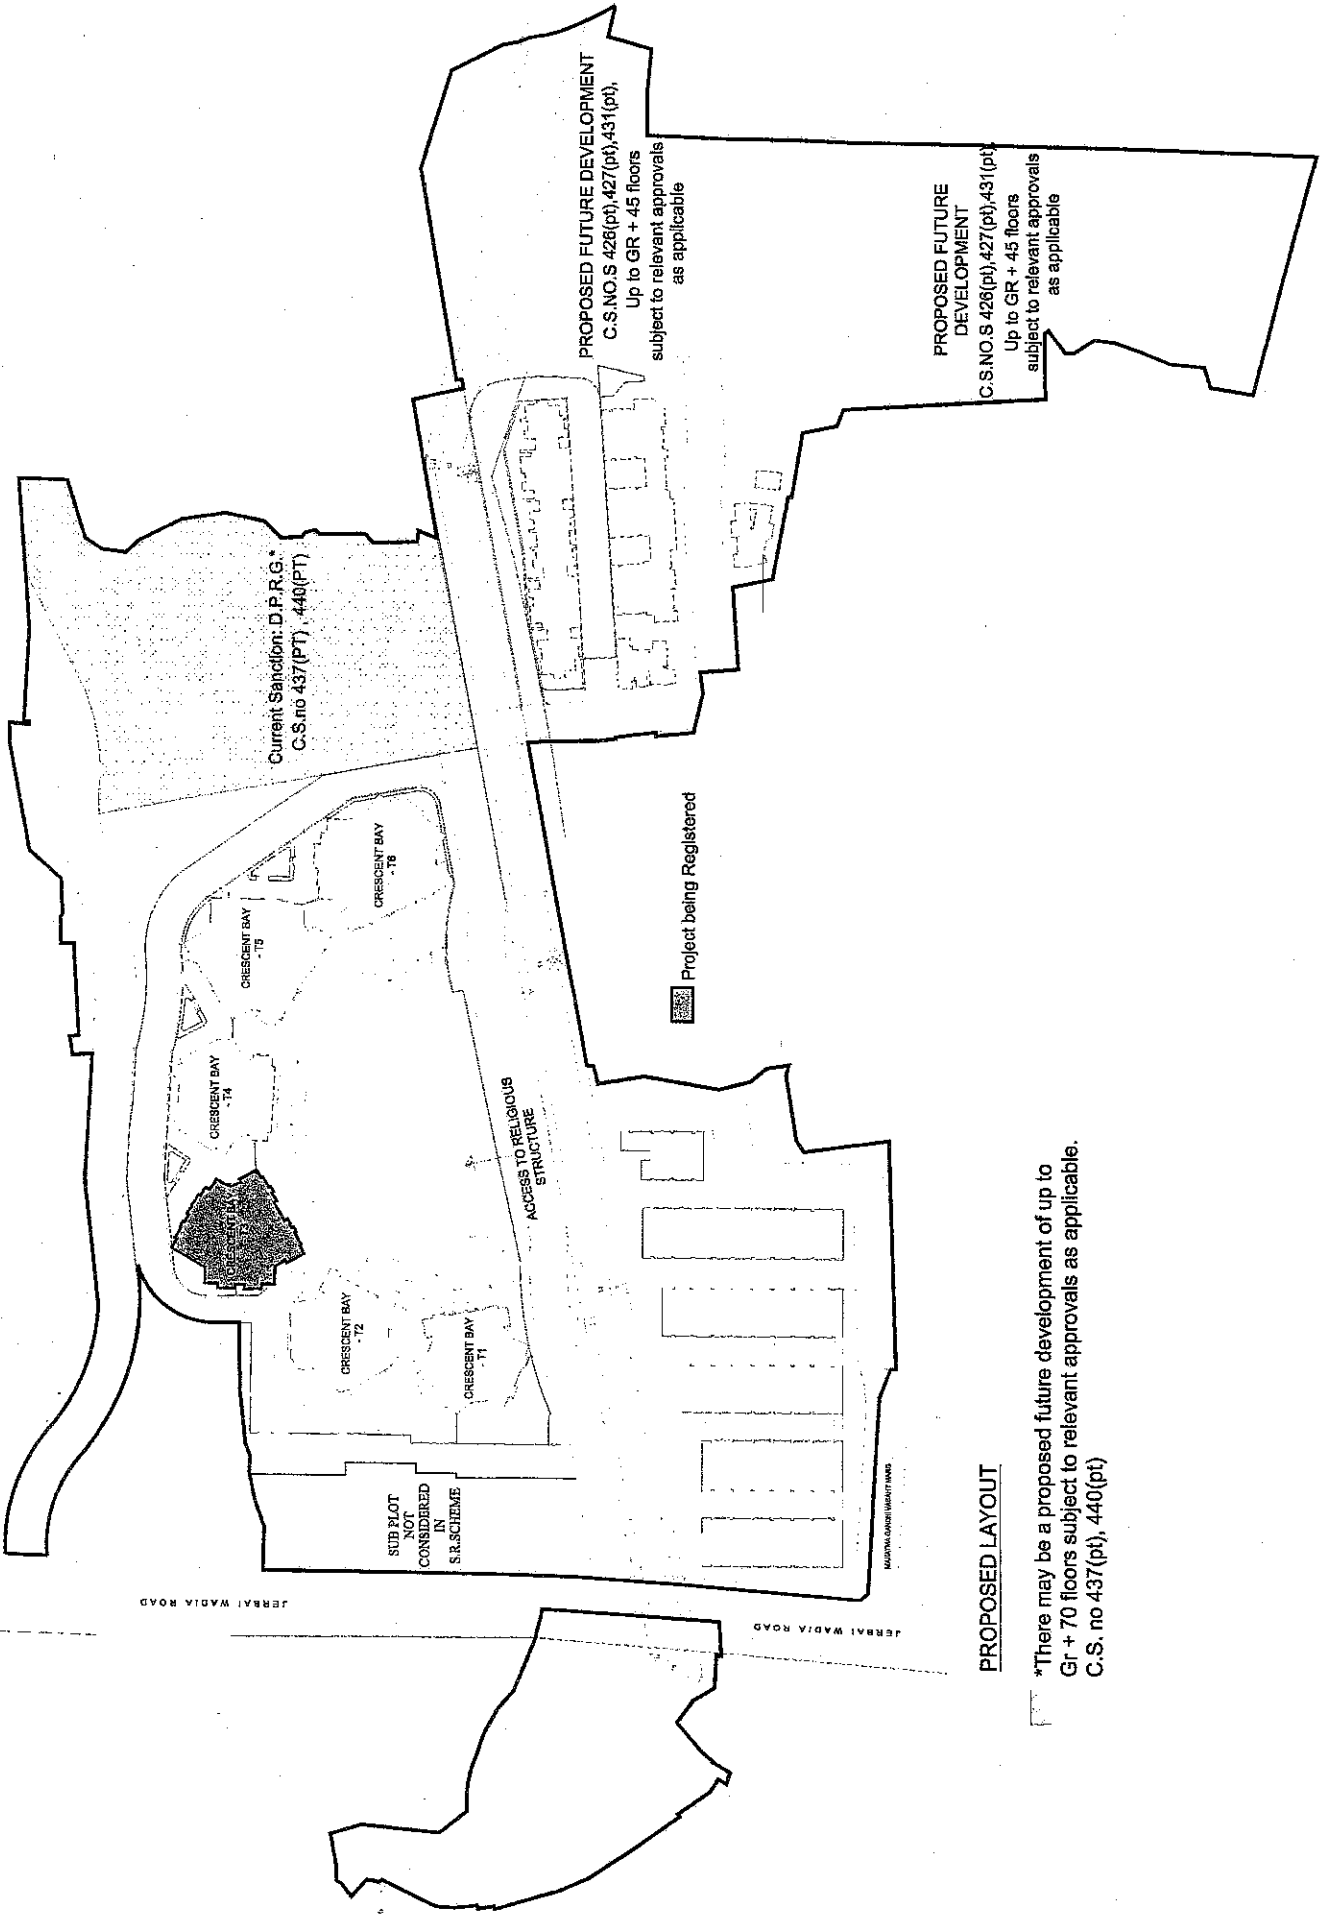 PROPOSED FUTURE DEVELOPMENT
C.S.NO.S 426(pt),427(pt),431(pt),
Up to GR + 45 floors
subject to relevant approvals
as applicable
PROPOSED FUTURE
DEVELOPMENT
C.S.NO.S 426(pt),427(pt),431(pt),
Up to GR + 45 floors
subject to relevant approvals
as applicable
Current Sanction: D.P.R.G.*
C.S.no 437(PT) , 440(PT)
CRESCENT BAY
- T6
CRESCENT BAY
- T5
CRESCENT BAY
- T4
CRESCENT BAY
- T3
CRESCENT BAY
- T2
CRESCENT BAY
- T1
ACCESS TO RELIGIOUS
STRUCTURE
Project being Registered
SUB PLOT
NOT
CONSIDERED
IN
S.R.SCHEME
JERBAI WADIA ROAD
JERBAI WADIA ROAD
PROPOSED LAYOUT
*There may be a proposed future development of up to
Gr + 70 floors subject to relevant approvals as applicable.
C.S. no 437(pt), 440(pt)